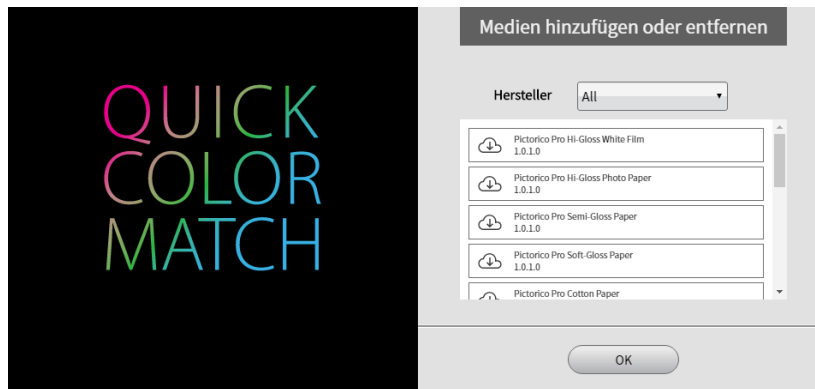 QUICK
COLOR
MATCH
Medien hinzufügen oder entfernen
Hersteller All
Pictorico Pro Hi-Gloss White Film
1.0.1.0
Pictorico Pro Hi-Gloss Photo Paper
1.0.1.0
Pictorico Pro Semi-Gloss Paper
1.0.1.0
Pictorico Pro Soft-Gloss Paper
1.0.1.0
Pictorico Pro Cotton Paper
OK